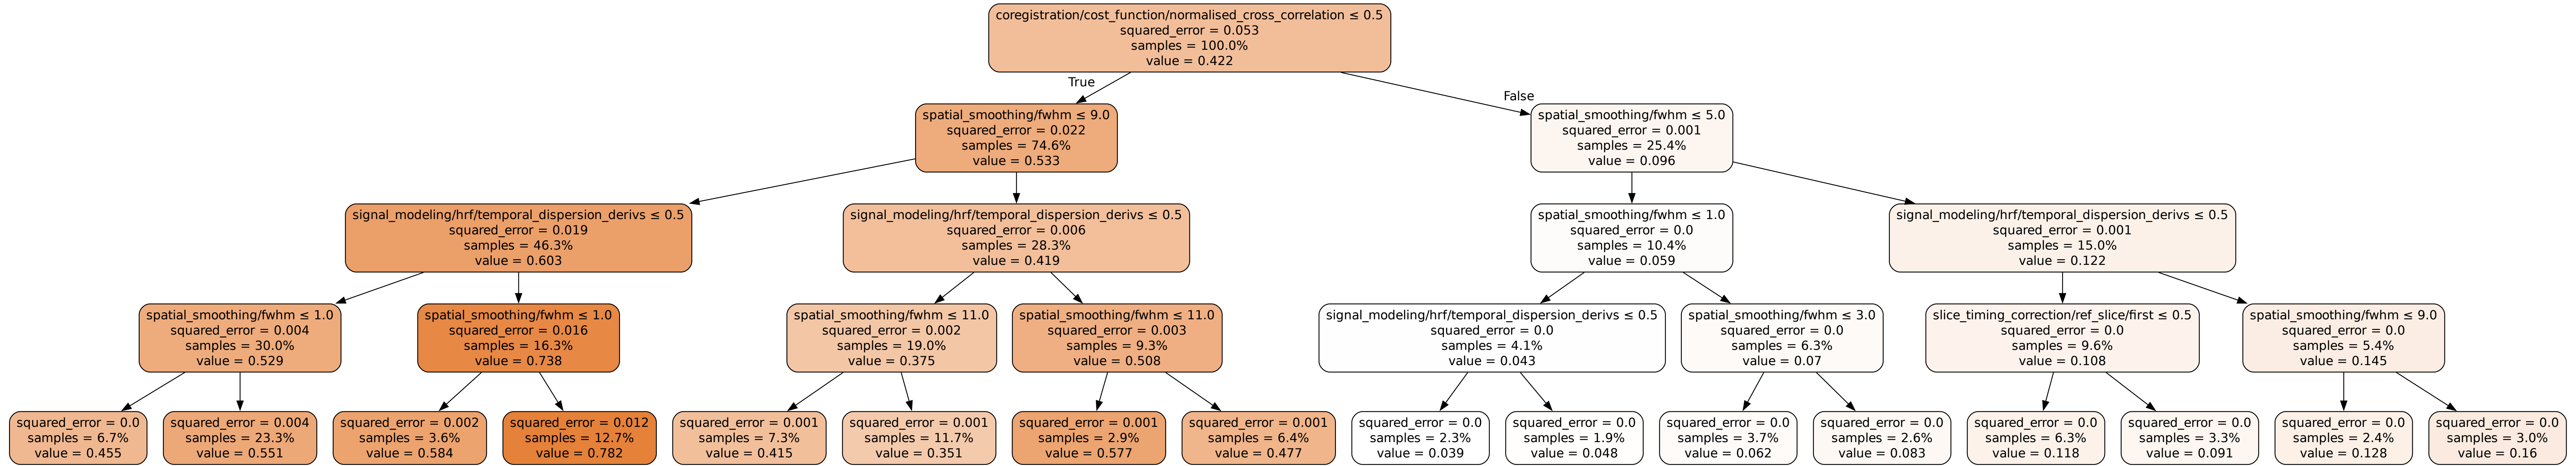 coregistration/cost_function/normalised_cross_correlation ≤ 0.5
squared_error = 0.053
samples = 100.0%
value = 0.422
True
False
spatial_smoothing/fwhm ≤ 9.0
squared_error = 0.022
samples = 74.6%
value = 0.533
spatial_smoothing/fwhm ≤ 5.0
squared_error = 0.001
samples = 25.4%
value = 0.096
signal_modeling/hrf/temporal_dispersion_derivs ≤ 0.5
squared_error = 0.019
samples = 46.3%
value = 0.603
signal_modeling/hrf/temporal_dispersion_derivs ≤ 0.5
squared_error = 0.006
samples = 28.3%
value = 0.419
spatial_smoothing/fwhm ≤ 1.0
squared_error = 0.0
samples = 10.4%
value = 0.059
signal_modeling/hrf/temporal_dispersion_derivs ≤ 0.5
squared_error = 0.001
samples = 15.0%
value = 0.122
spatial_smoothing/fwhm ≤ 1.0
squared_error = 0.004
samples = 30.0%
value = 0.529
spatial_smoothing/fwhm ≤ 1.0
squared_error = 0.016
samples = 16.3%
value = 0.738
spatial_smoothing/fwhm ≤ 11.0
squared_error = 0.002
samples = 19.0%
value = 0.375
spatial_smoothing/fwhm ≤ 11.0
squared_error = 0.003
samples = 9.3%
value = 0.508
signal_modeling/hrf/temporal_dispersion_derivs ≤ 0.5
squared_error = 0.0
samples = 4.1%
value = 0.043
spatial_smoothing/fwhm ≤ 3.0
squared_error = 0.0
samples = 6.3%
value = 0.07
slice_timing_correction/ref_slice/first ≤ 0.5
squared_error = 0.0
samples = 9.6%
value = 0.108
spatial_smoothing/fwhm ≤ 9.0
squared_error = 0.0
samples = 5.4%
value = 0.145
squared_error = 0.0
samples = 6.7%
value = 0.455
squared_error = 0.004
samples = 23.3%
value = 0.551
squared_error = 0.002
samples = 3.6%
value = 0.584
squared_error = 0.012
samples = 12.7%
value = 0.782
squared_error = 0.001
samples = 7.3%
value = 0.415
squared_error = 0.001
samples = 11.7%
value = 0.351
squared_error = 0.001
samples = 2.9%
value = 0.577
squared_error = 0.001
samples = 6.4%
value = 0.477
squared_error = 0.0
samples = 2.3%
value = 0.039
squared_error = 0.0
samples = 1.9%
value = 0.048
squared_error = 0.0
samples = 3.7%
value = 0.062
squared_error = 0.0
samples = 2.6%
value = 0.083
squared_error = 0.0
samples = 6.3%
value = 0.118
squared_error = 0.0
samples = 3.3%
value = 0.091
squared_error = 0.0
samples = 2.4%
value = 0.128
squared_error = 0.0
samples = 3.0%
value = 0.16